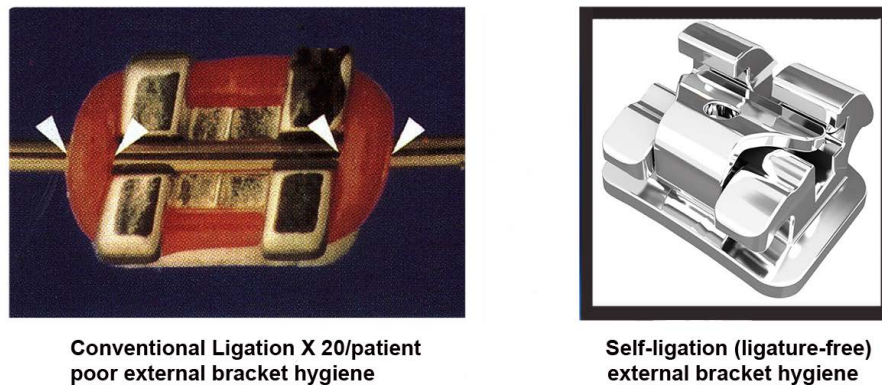 Conventional Ligation X 20/patient
poor external bracket hygiene
Self-ligation (ligature-free)
external bracket hygiene